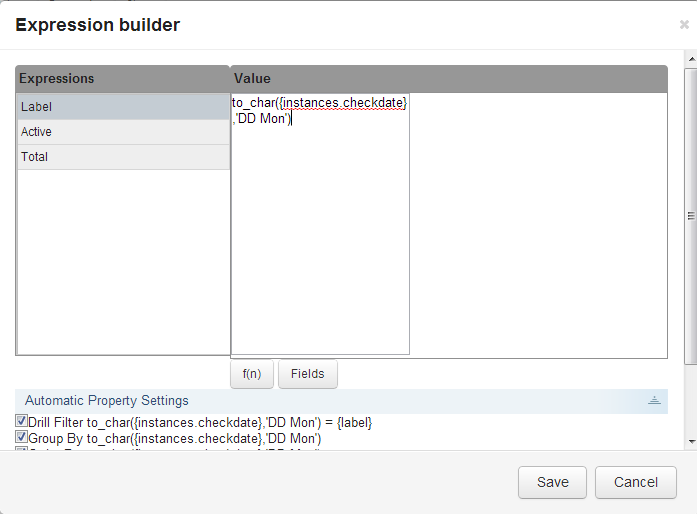 Expression builder
Expressions
Value
Label
to_char({instances.checkdate}
,'DD Mon')
Active
Total
f(n)
Fields
Automatic Property Settings
Drill Filter to_char({instances.checkdate},'DD Mon') = {label}
Group By to_char({instances.checkdate},'DD Mon')
Save
Cancel